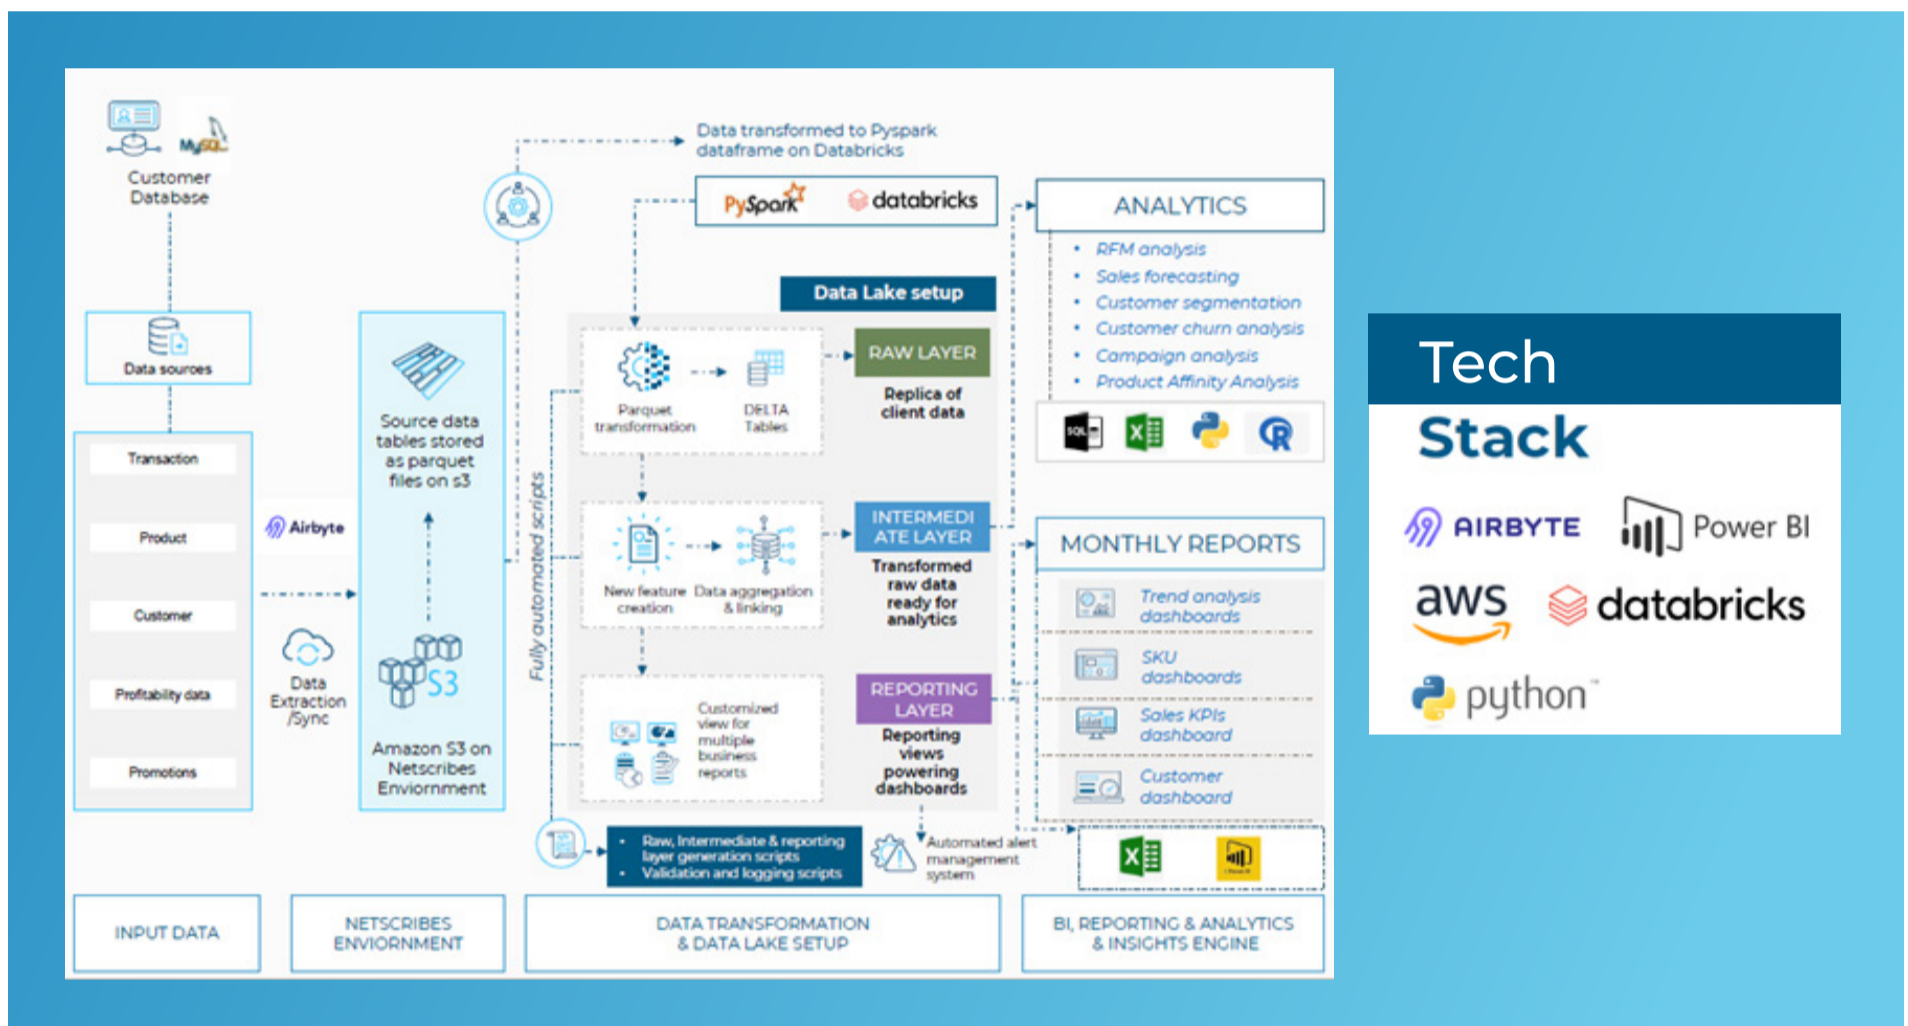 MySQL
Customer
Database
Data sources
Transaction
Product
Customer
Profitability data
Promotions
INPUT DATA
Airbyte
Data
Extraction
/Sync
Source data
tables stored
as parquet
files on s3
S3
Amazon S3 on
Netscribes
Enviornment
NETSCRIBES
ENVIORNMENT
Data transformed to Pyspark
dataframe on Databricks
PySpark
databricks
Data Lake setup
Fully automated scripts
Parquet
transformation
DELTA
Tables
RAW LAYER
Replica of
client data
New feature
creation
Data aggregation
& linking
INTERMEDI
ATE LAYER
Transformed
raw data
ready for
analytics
Customized
view for
multiple
business
reports
REPORTING
LAYER
Reporting
views
powering
dashboards
• Raw, Intermediate & reporting
layer generation scripts
• Validation and logging scripts
Automated alert
management
system
DATA TRANSFORMATION
& DATA LAKE SETUP
ANALYTICS
• RFM analysis
• Sales forecasting
• Customer segmentation
• Customer churn analysis
• Campaign analysis
• Product Affinity Analysis
SQL
X
R
MONTHLY REPORTS
Trend analysis
dashboards
SKU
dashboards
Sales KPIs
dashboard
Customer
dashboard
X
BI, REPORTING & ANALYTICS
& INSIGHTS ENGINE
Tech
Stack
AIRBYTE
Power BI
aws
databricks
python™